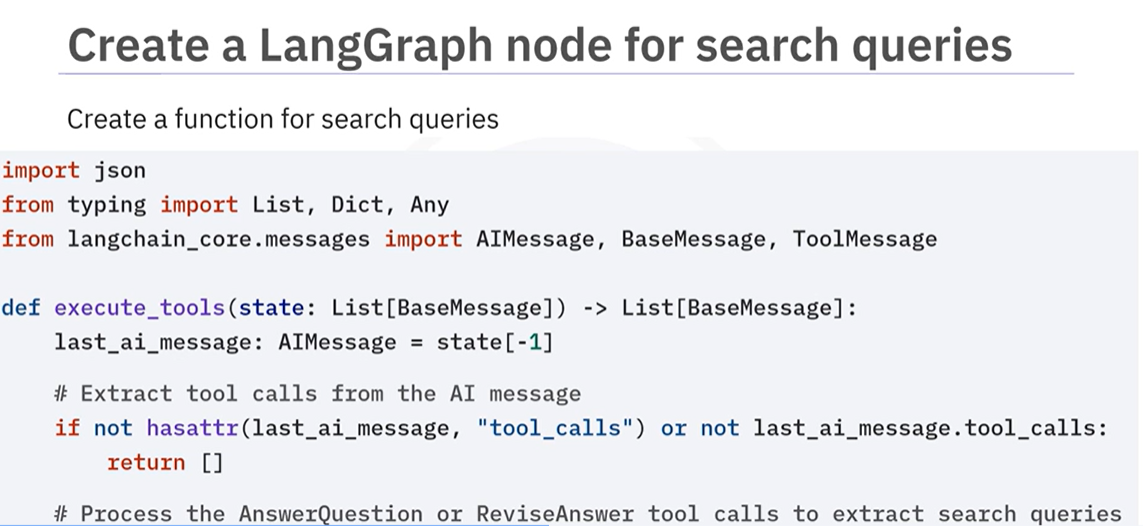 Create a LangGraph node for search queries
Create a function for search queries
import json
from typing import List, Dict, Any
from langchain_core.messages import AIMessage, BaseMessage, ToolMessage
def execute_tools(state: List[BaseMessage]) -> List[BaseMessage]:
    last_ai_message: AIMessage = state[-1]
    # Extract tool calls from the AI message
    if not hasattr(last_ai_message, "tool_calls") or not last_ai_message.tool_calls:
        return []
    # Process the AnswerQuestion or ReviseAnswer tool calls to extract search queries